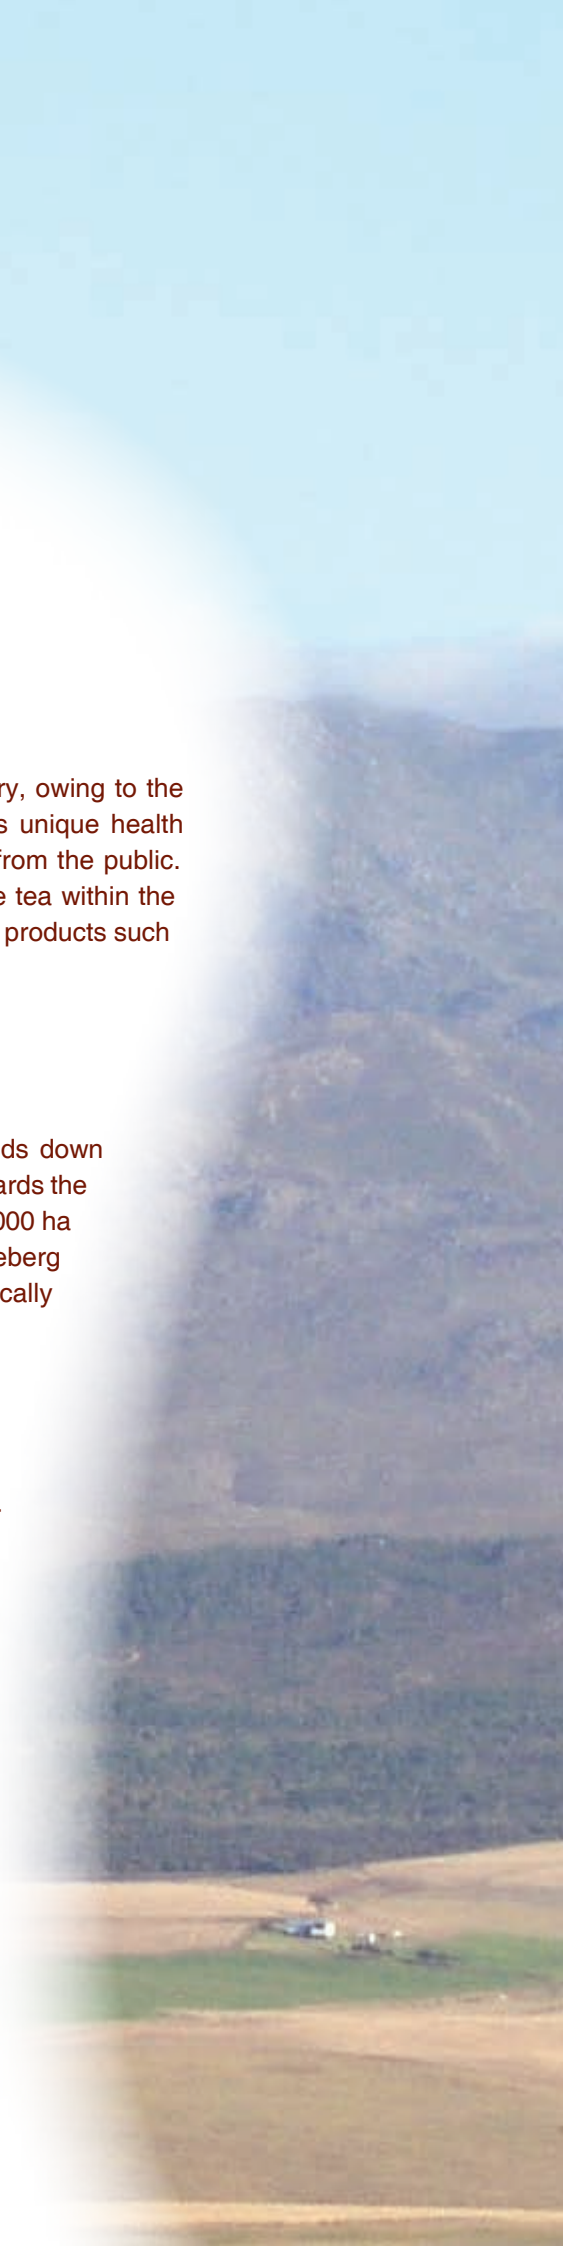 ry, owing to the
s unique health
from the public.
e tea within the
products such
ds down
ards the
000 ha
eberg
cally
.